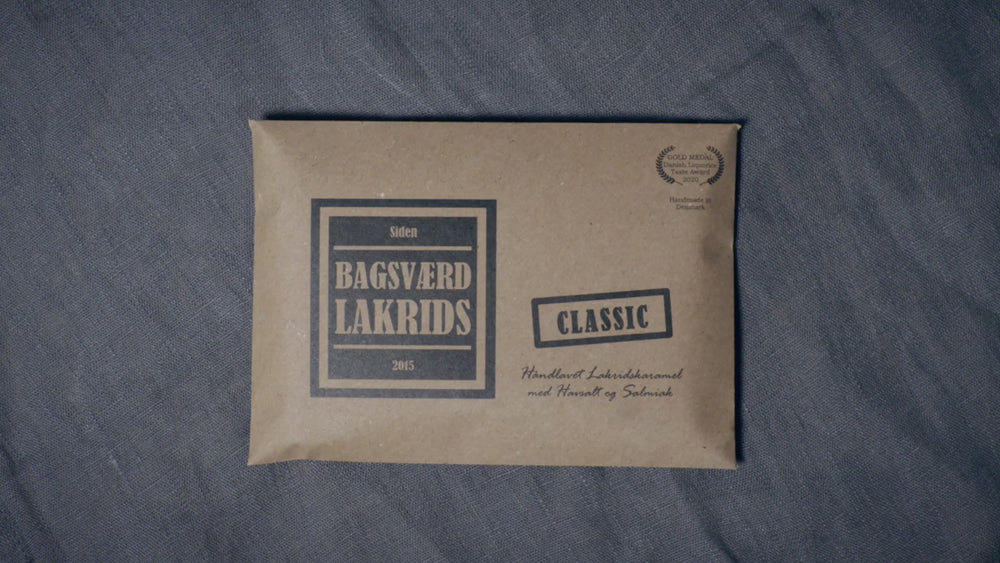 Siden
BAGSVÆRD
LAKRIDS
2015
GOLD MEDAL
Danish Liquorice
Taste Award
2020
Handmade in
Denmark
CLASSIC
Håndlavet Lakridskaramel
med Havsalt og Salmiak